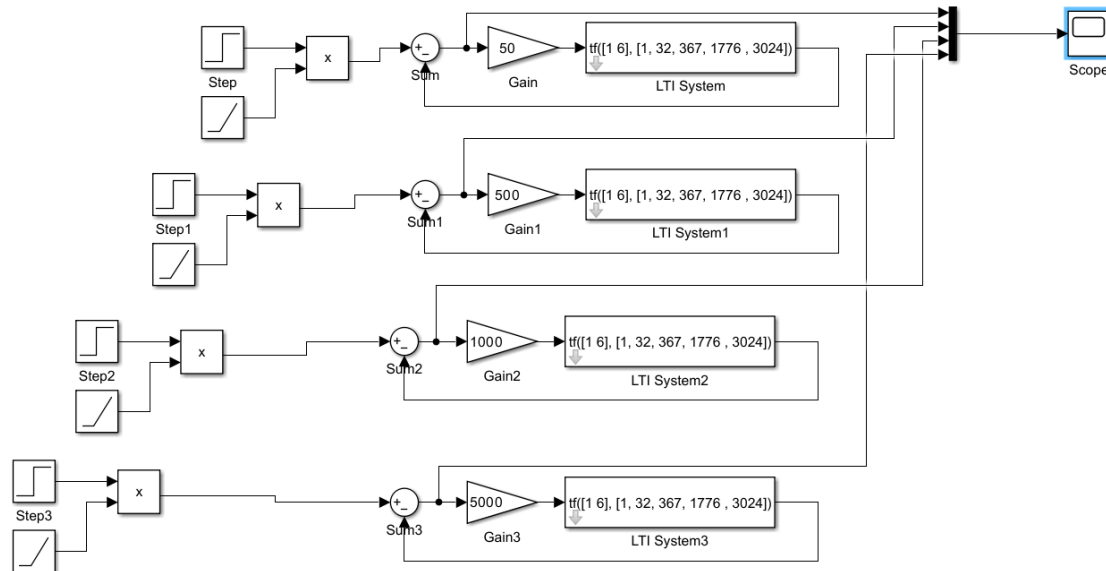 Step
x
+
-
Sum
50
Gain
tf([1 6], [1, 32, 367, 1776 , 3024])
LTI System
Scope
Step1
x
+
-
Sum1
500
Gain1
tf([1 6], [1, 32, 367, 1776 , 3024])
LTI System1
Step2
x
+
-
Sum2
1000
Gain2
tf([1 6], [1, 32, 367, 1776 , 3024])
LTI System2
Step3
x
+
-
Sum3
5000
Gain3
tf([1 6], [1, 32, 367, 1776 , 3024])
LTI System3